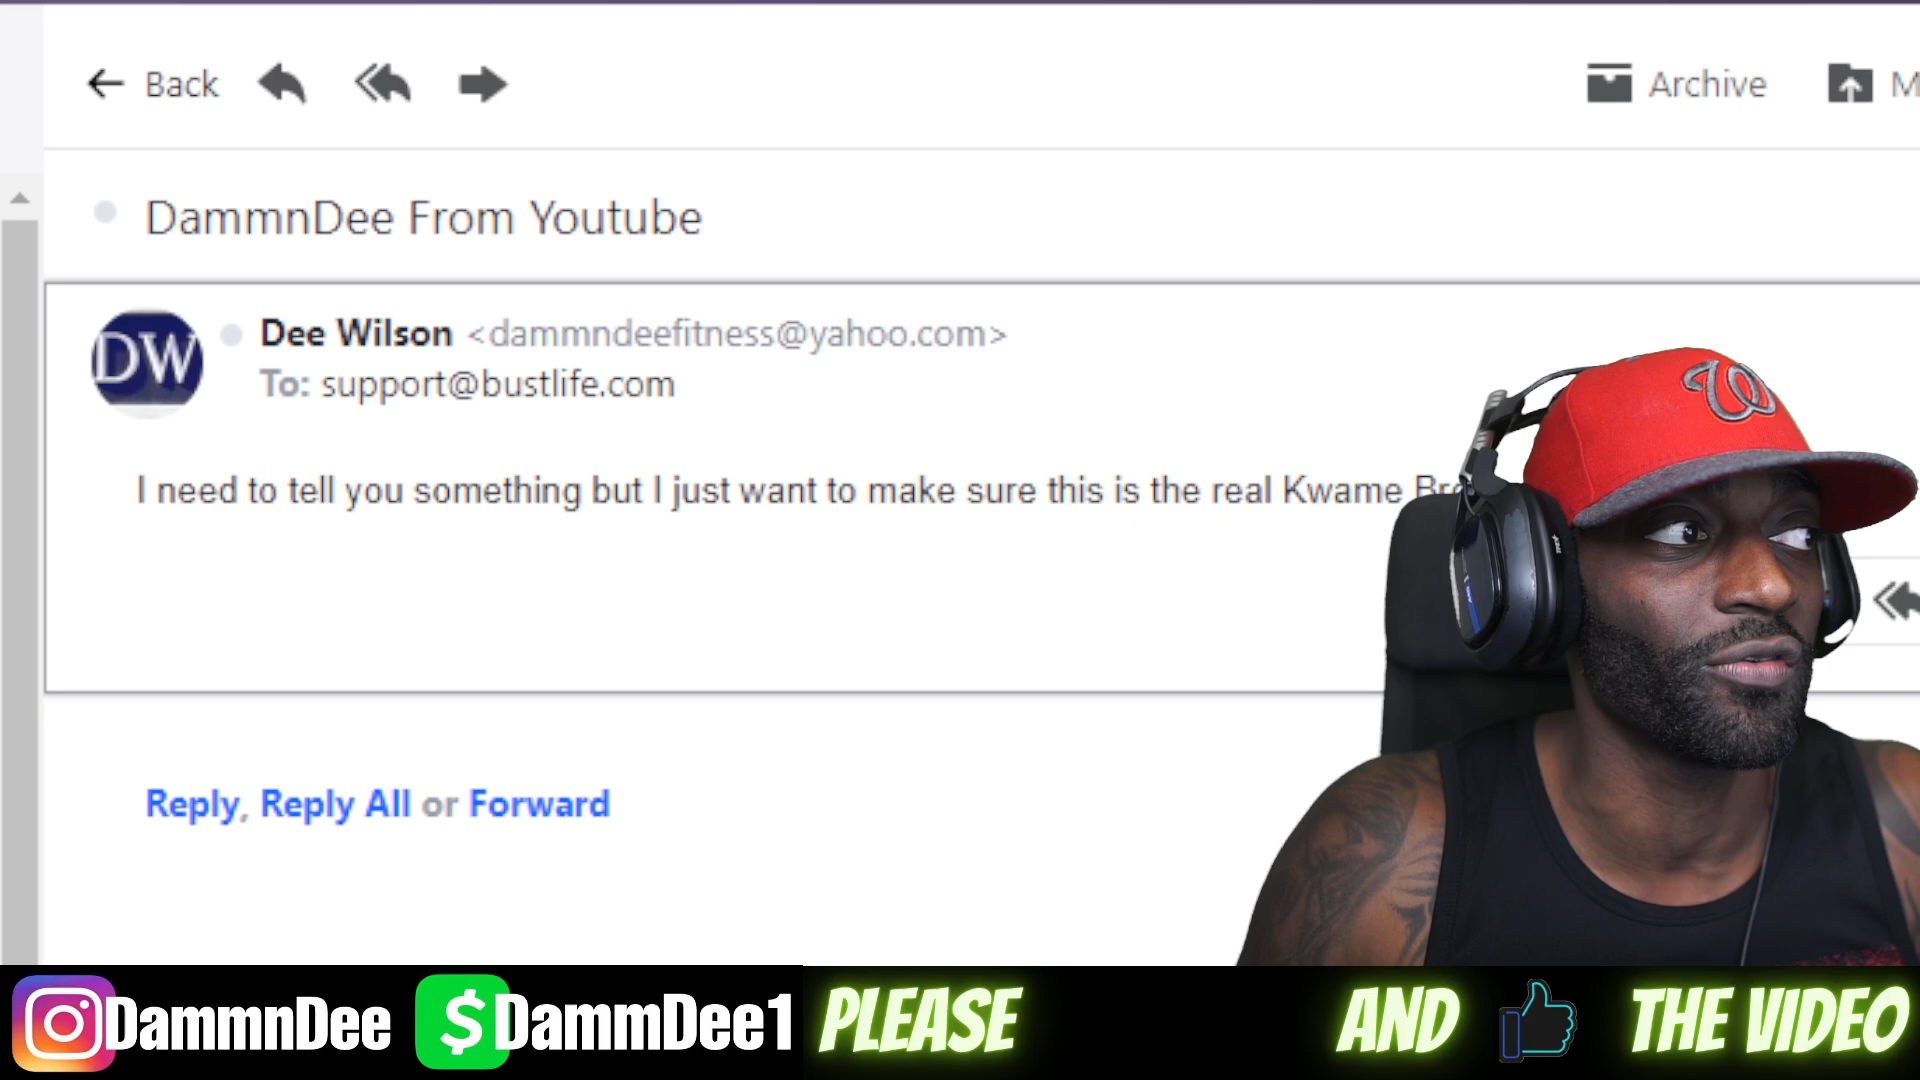 Back
Archive
DammnDee From Youtube
DW
Dee Wilson <dammndeefitness@yahoo.com>
To: support@bustlife.com
I need to tell you something but I just want to make sure this is the real Kwame
Reply, Reply All or Forward
W
DammnDee DammDee1 PLEASE AND THE VIDEO